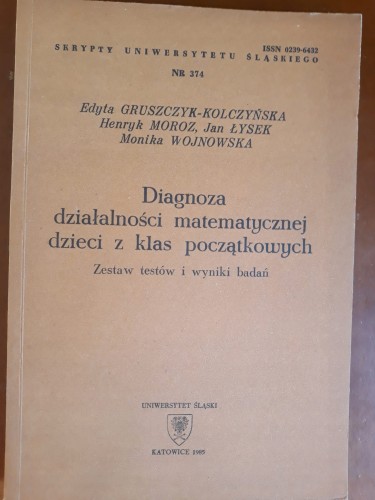 ISSN 0239-6432
SKRYPTY UNIWERSYTETU ŚLĄSKIEGO
NR 374
Edyta GRUSZCZYK-KOLCZYŃSKA
Henryk MOROZ, Jan ŁYSEK
Monika WOJNOWSKA
Diagnoza
działalności matematycznej
dzieci z klas początkowych
Zestaw testów i wyniki badań
UNIWERSYTET ŚLĄSKI
KATOWICE 1985